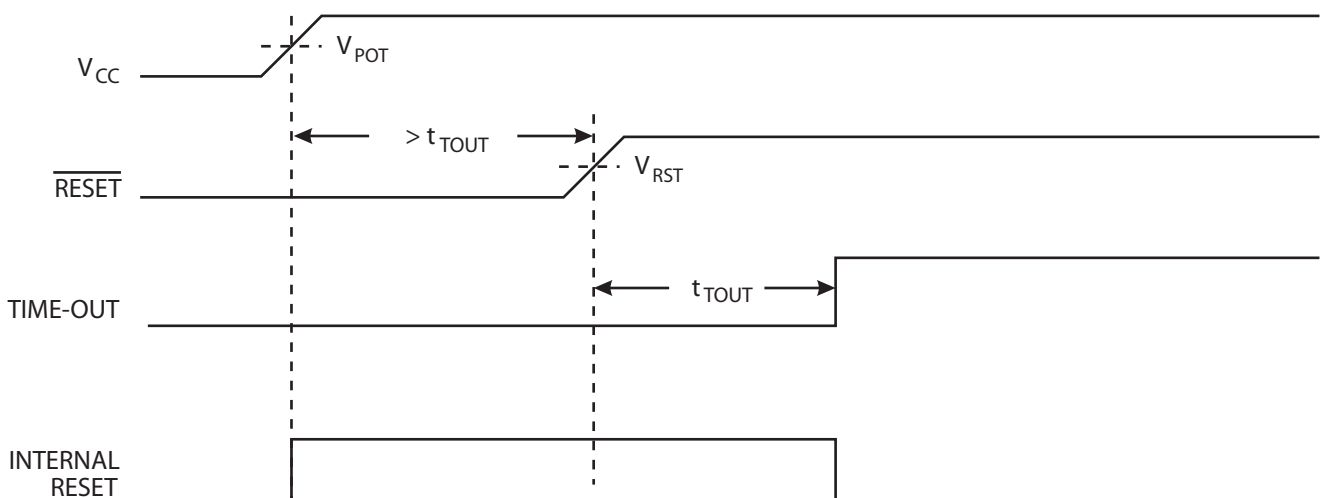 V_CC
V_POT
> t_TOUT
RESET
V_RST
TIME-OUT
t_TOUT
INTERNAL
RESET